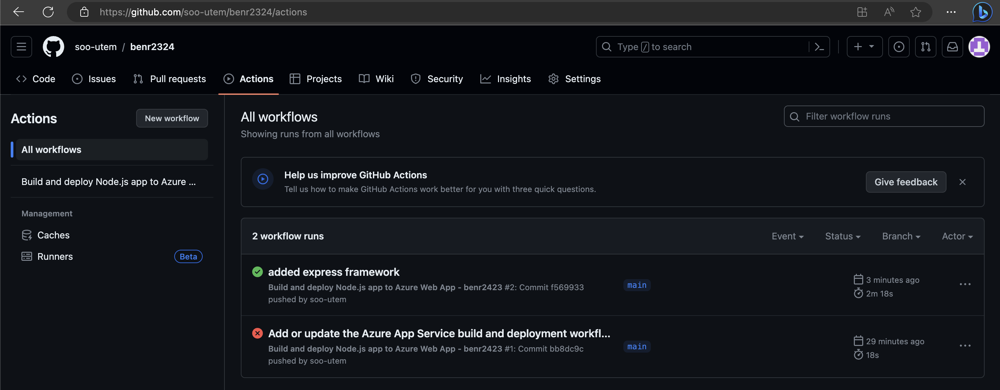 https://github.com/soo-utem/benr2324/actions
soo-utem / benr2324
Type / to search
Code Issues Pull requests Actions Projects Wiki Security Insights Settings
Actions
New workflow
All workflows
Build and deploy Node.js app to Azure ...
Management
Caches
Runners Beta
All workflows
Showing runs from all workflows
Filter workflow runs
Help us improve GitHub Actions
Tell us how to make GitHub Actions work better for you with three quick questions.
Give feedback
2 workflow runs
Event Status Branch Actor
added express framework
Build and deploy Node.js app to Azure Web App - benr2423 #2: Commit f569933
pushed by soo-utem
main
3 minutes ago
2m 18s
Add or update the Azure App Service build and deployment workfl...
Build and deploy Node.js app to Azure Web App - benr2423 #1: Commit bb8dc9c
pushed by soo-utem
main
29 minutes ago
18s